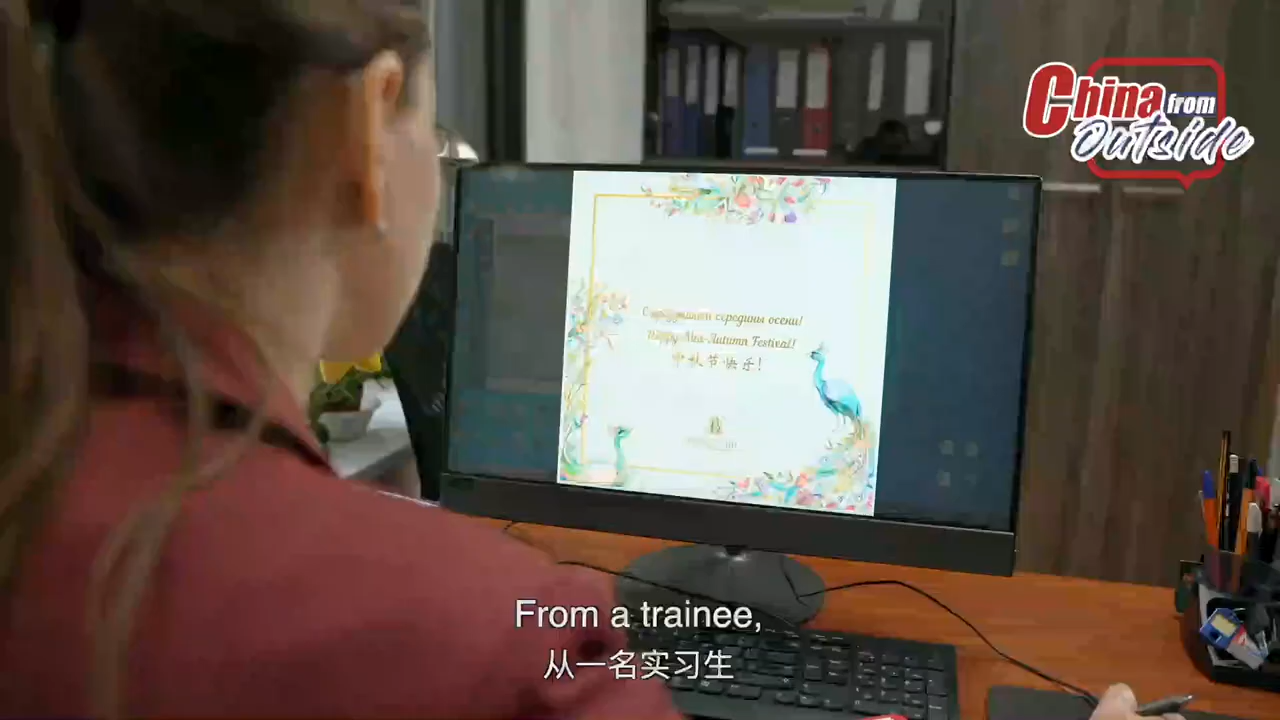 China from
Outside
С праздником середины осени!
Happy Mid-Autumn Festival!
中秋节快乐!
From a trainee,
从一名实习生